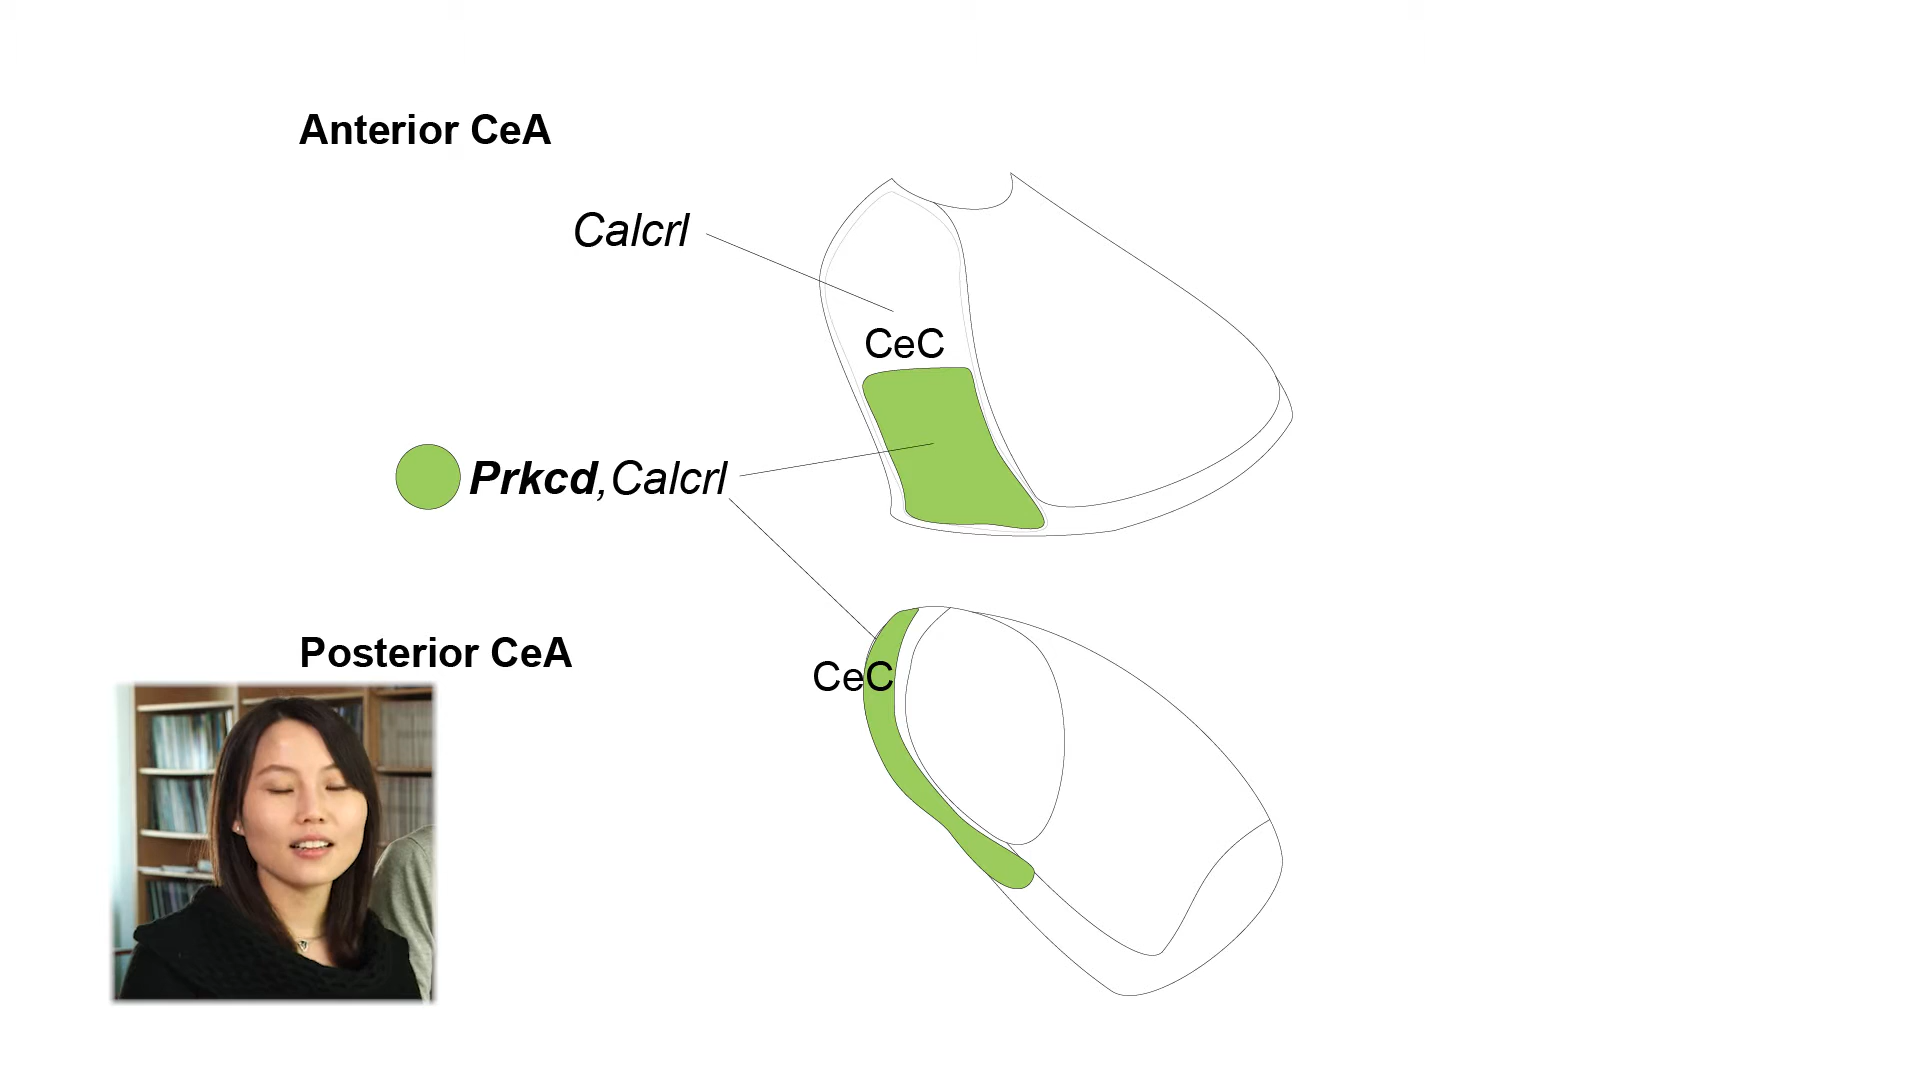 Anterior CeA
Calcrl
CeC
Prkcd,Calcrl
Posterior CeA
CeC